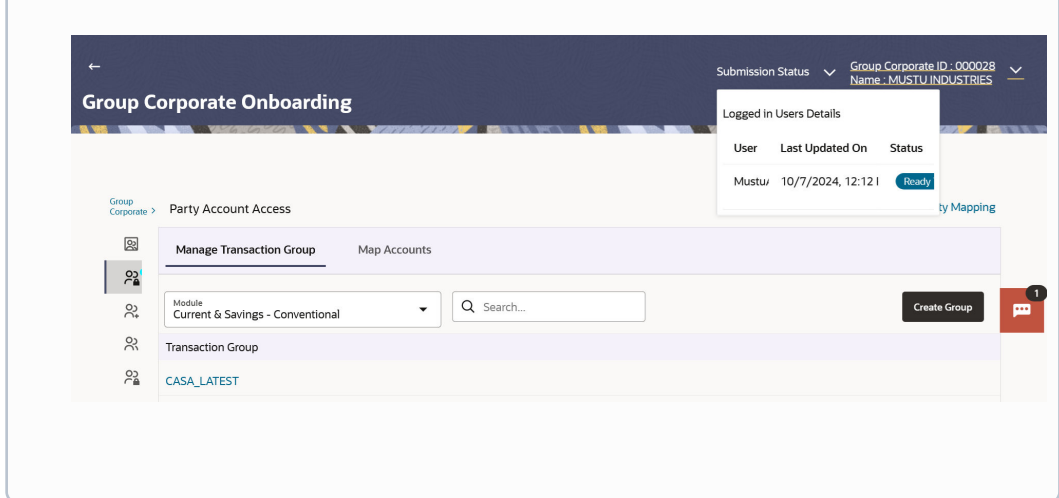 ←
Submission Status
Group Corporate ID : 000028
Name : MUSTU INDUSTRIES
Group Corporate Onboarding
Logged in Users Details
User Last Updated On Status
Mustu 10/7/2024, 12:12 Ready
Group
Corporate >
Party Account Access
ty Mapping
Manage Transaction Group Map Accounts
Module
Current & Savings - Conventional
Search...
Create Group
1
Transaction Group
CASA_LATEST